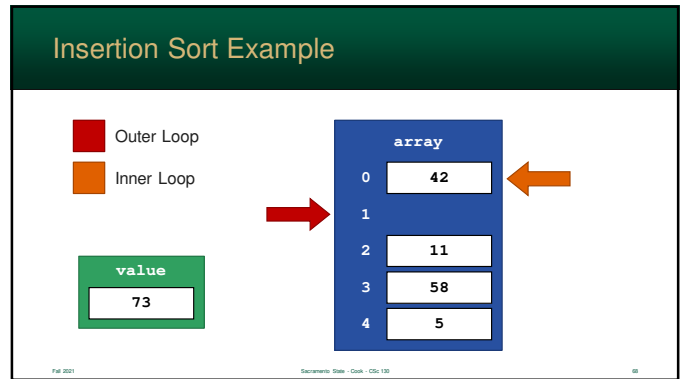 Insertion Sort Example
Outer Loop
Inner Loop
value
73
array
0 42
1
2 11
3 58
4 5
Fall 2021 Sacramento State - Cook - CSc 130 68